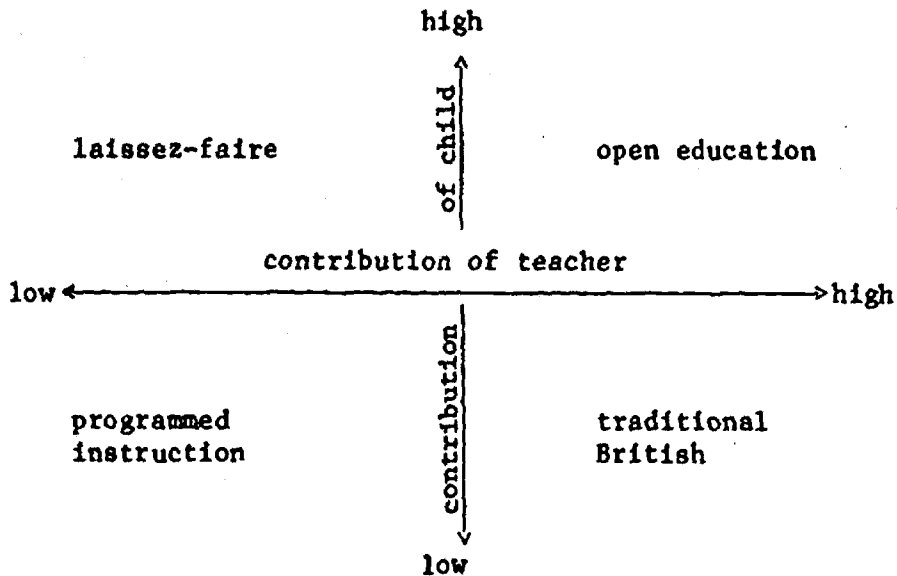 high
of child
laissez-faire
open education
contribution of teacher
low
high
contribution
programmed
instruction
traditional
British
low